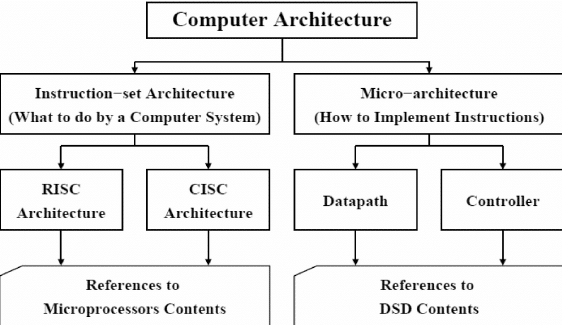 Computer Architecture
Instruction-set Architecture
(What to do by a Computer System)
Micro-architecture
(How to Implement Instructions)
RISC
Architecture
CISC
Architecture
Datapath
Controller
References to
Microprocessors Contents
References to
DSD Contents